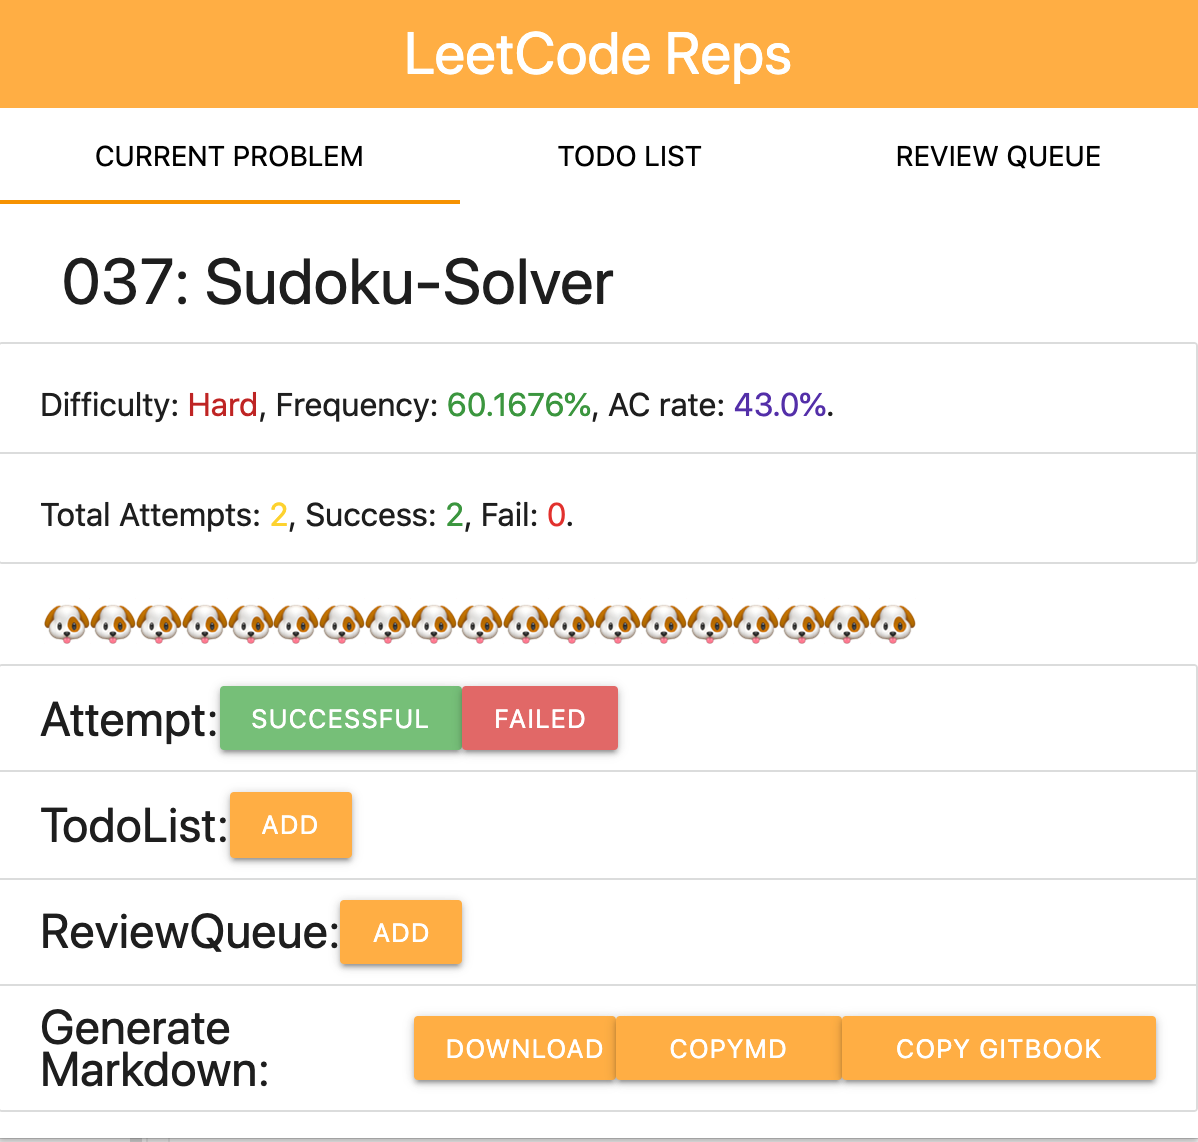 LeetCode Reps
CURRENT PROBLEM TODO LIST REVIEW QUEUE
037: Sudoku-Solver
Difficulty: Hard, Frequency: 60.1676%, AC rate: 43.0%.
Total Attempts: 2, Success: 2, Fail: 0.
🐶🐶🐶🐶🐶🐶🐶🐶🐶🐶🐶🐶🐶🐶🐶🐶🐶🐶🐶
Attempt: SUCCESSFUL FAILED
TodoList: ADD
ReviewQueue: ADD
Generate
Markdown: DOWNLOAD COPYMD COPY GITBOOK